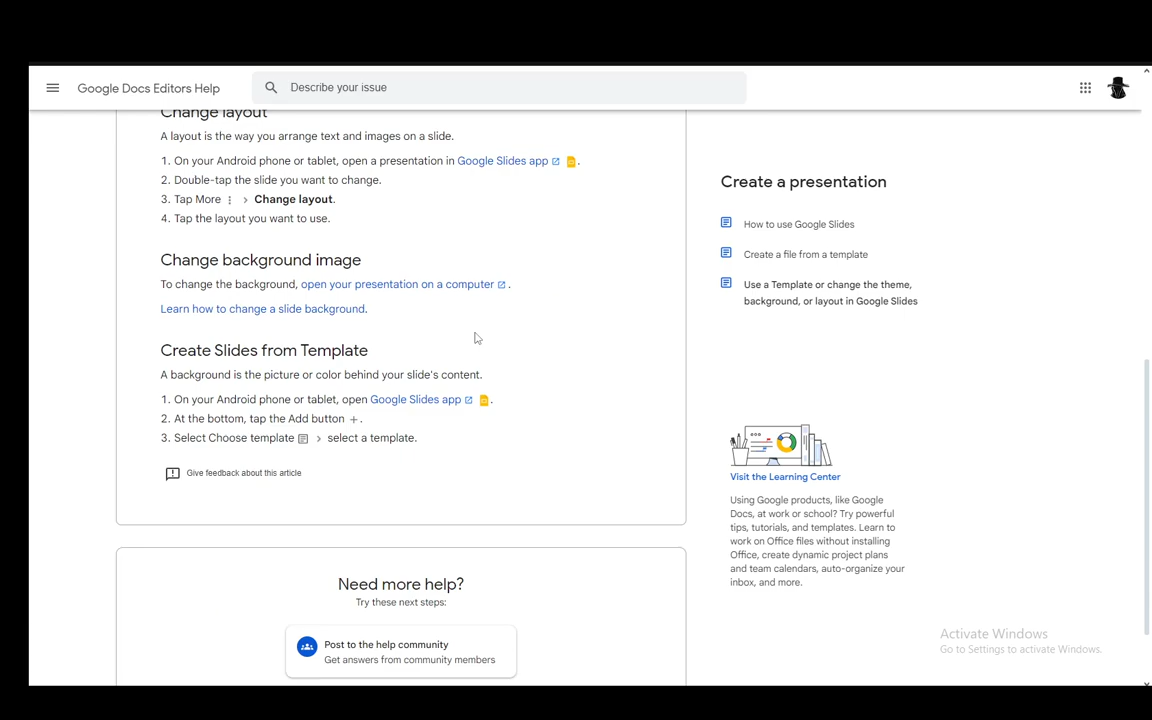 Google Docs Editors Help
Describe your issue
Change layout
A layout is the way you arrange text and images on a slide.
1. On your Android phone or tablet, open a presentation in Google Slides app.
2. Double-tap the slide you want to change.
3. Tap More > Change layout.
4. Tap the layout you want to use.
Change background image
To change the background, open your presentation on a computer.
Learn how to change a slide background.
Create Slides from Template
A background is the picture or color behind your slide's content.
1. On your Android phone or tablet, open Google Slides app.
2. At the bottom, tap the Add button +.
3. Select Choose template > select a template.
Give feedback about this article
Need more help?
Try these next steps:
Post to the help community
Get answers from community members
Create a presentation
How to use Google Slides
Create a file from a template
Use a Template or change the theme,
background, or layout in Google Slides
Visit the Learning Center
Using Google products, like Google
Docs, at work or school? Try powerful
tips, tutorials, and templates. Learn to
work on Office files without installing
Office, create dynamic project plans
and team calendars, auto-organize your
inbox, and more.
Activate Windows
Go to Settings to activate Windows.